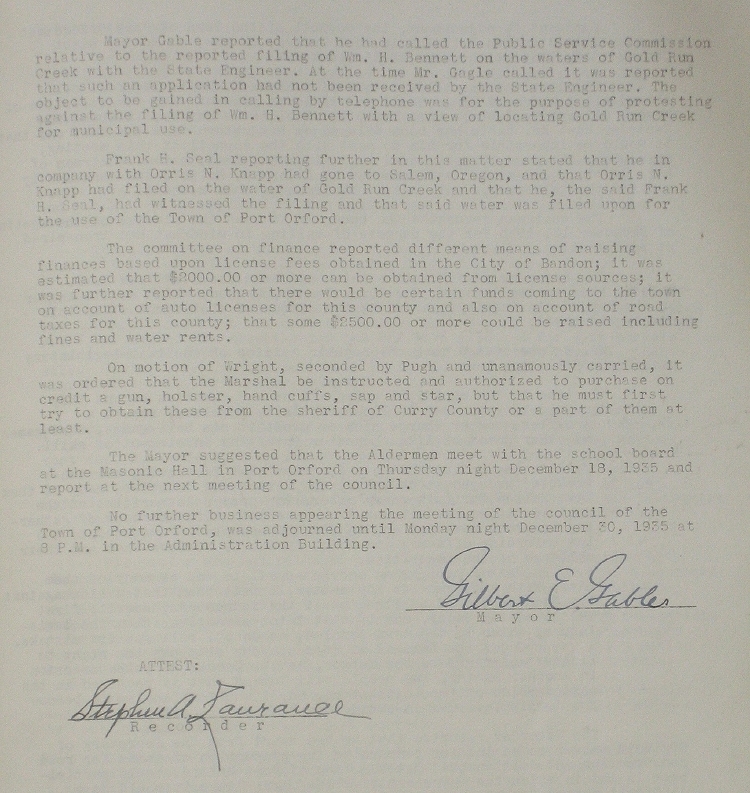 Mayor Gable reported that he had called the Public Service Commission
relative to the reported filing of Wm. H. Bennett on the waters of Gold Run
Creek with the State Engineer. At the time Mr. Gagle called it was reported
that such an application had not been received by the State Engineer. The
object to be gained in calling by telephone was for the purpose of protesting
against the filing of Wm. H. Bennett with a view of locating Gold Run Creek
for municipal use.
Frank H. Seal reporting further in this matter stated that he in
company with Orris N. Knapp had gone to Salem, Oregon, and that Orris N.
Knapp had filed on the water of Gold Run Creek and that he, the said Frank
H. Seal, had witnessed the filing and that said water was filed upon for
the use of the Town of Port Orford.
The committee on finance reported different means of raising
finances based upon license fees obtained in the City of Bandon; it was
estimated that $2000.00 or more can be obtained from license sources; it
was further reported that there would be certain funds coming to the town
on account of auto licenses for this county and also on account of road
taxes for this county; that some $2500.00 or more could be raised including
fines and water rents.
On motion of Wright, seconded by Pugh and unanamously carried, it
was ordered that the Marshal be instructed and authorized to purchase on
credit a gun, holster, hand cuffs, sap and star, but that he must first
try to obtain these from the sheriff of Curry County or a part of them at
least.
The Mayor suggested that the Aldermen meet with the school board
at the Masonic Hall in Port Orford on Thursday night December 18, 1935 and
report at the next meeting of the council.
No further business appearing the meeting of the council of the
Town of Port Orford, was adjourned until Monday night December 30, 1935 at
8 P.M. in the Administration Building.
Gilbert E. Gable
Mayor
ATTEST:
Stephen A.
Recorder